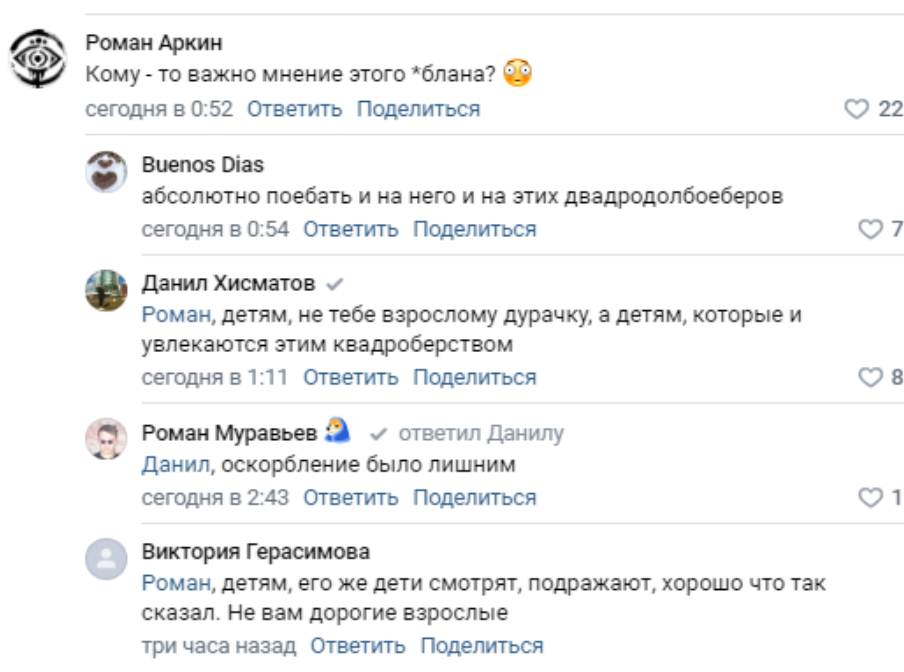 Роман Аркин
Кому - то важно мнение этого *блана? 😳
сегодня в 0:52 Ответить Поделиться 22
Buenos Dias
абсолютно поебать и на него и на этих двадродолбоеберов
сегодня в 0:54 Ответить Поделиться 7
Данил Хисматов
Роман, детям, не тебе взрослому дурачку, а детям, которые и
увлекаются этим квадроберством
сегодня в 1:11 Ответить Поделиться 8
Роман Муравьев ответил Данилу
Данил, оскорбление было лишним
сегодня в 2:43 Ответить Поделиться 1
Виктория Герасимова
Роман, детям, его же дети смотрят, подражают, хорошо что так
сказал. Не вам дорогие взрослые
три часа назад Ответить Поделиться